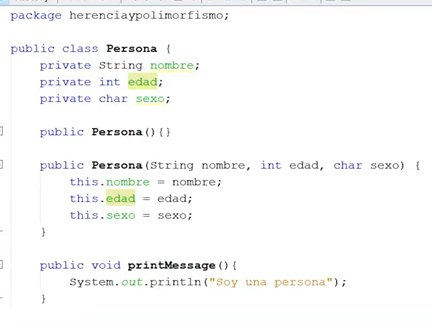 package herenciaypolimorfismo;
public class Persona {
private String nombre;
private int edad;
private char sexo;
public Persona(){}
public Persona(String nombre, int edad, char sexo) {
this.nombre = nombre;
this.edad = edad;
this.sexo = sexo;
}
public void printMessage(){
System.out.println("Soy una persona");
}